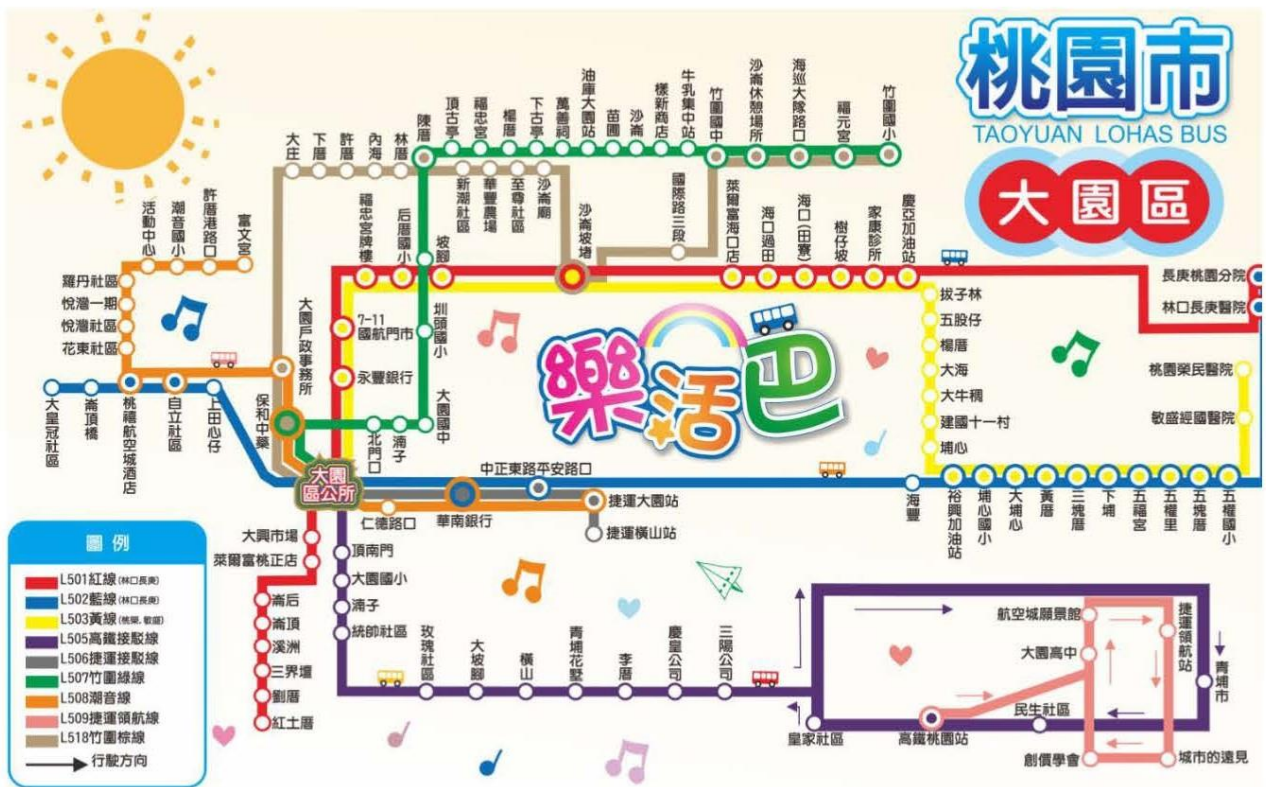 桃園市
TAOYUAN LOHAS BUS
大園區
樂活巴
大庄
下厝
許厝
內海
林厝
陳厝
頂古亭
福忠宮
楊厝
下古亭
萬善祠
油庫大園站
苗圃
沙崙
樣新商店
牛乳集中站
竹圍國中
沙崙休憩場所
海巡大隊路口
福元宮
竹圍國小
新潮社區
華豐農場
至尊社區
沙崙廟
沙崙坡堵
國際路三段
活動中心
潮音國小
許厝港路口
富文宮
羅丹社區
悅灣一期
悅灣社區
花東社區
大園戶政事務所
福忠宮牌樓
后厝國小
坡腳
萊爾富海口店
海口過田
海口(田寮)
樹仔坡
家康診所
慶亞加油站
長庚桃園分院
林口長庚醫院
7-11
國航門市
永豐銀行
圳頭國小
大園國中
湳子
北門口
保和中藥
拔子林
五股仔
楊厝
大海
大牛稠
建國十一村
埔心
桃園榮民醫院
敏盛經國醫院
大皇冠社區
崙頂橋
桃禧航空城酒店
自立社區
上田心仔
大園
區公所
中正東路平安路口
仁德路口
華南銀行
捷運大園站
捷運橫山站
海豐
裕興加油站
埔心國小
大埔心
黃厝
三塊厝
下埔
五福宮
五權里
五塊厝
五權國小
大興市場
萊爾富桃正店
崙后
崙頂
溪洲
三界壇
劉厝
紅土厝
頂南門
大園國小
湳子
統帥社區
玫瑰社區
大坡腳
橫山
青埔花墅
李厝
慶皇公司
三陽公司
皇家社區
高鐵桃園站
民生社區
青埔市
航空城願景館
大園高中
捷運領航站
創價學會
城市的遠見
圖例
L501紅線(林口長庚)
L502藍線(林口長庚)
L503黃線(桃榮.敏盛)
L505高鐵接駁線
L506捷運接駁線
L507竹圍綠線
L508潮音線
L509捷運領航線
L518竹圍棕線
行駛方向